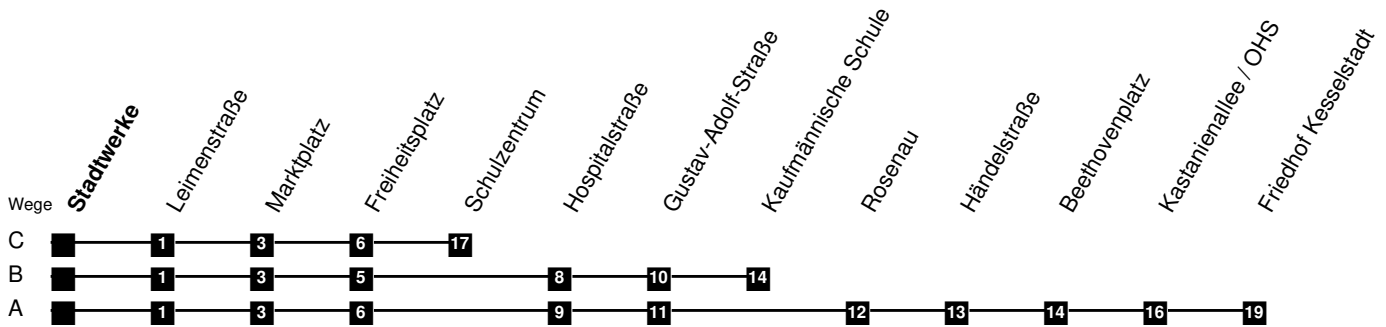 Stadtwerke
Leimenstraße
Marktplatz
Freiheitsplatz
Schulzentrum
Hospitalstraße
Gustav-Adolf-Straße
Kaufmännische Schule
Rosenau
Händelstraße
Beethovenplatz
Kastanienallee / OHS
Friedhof Kesselstadt
Wege
C 1 3 6 17
B 1 3 5 8 10 14
A 1 3 6 9 11 12 13 14 16 19